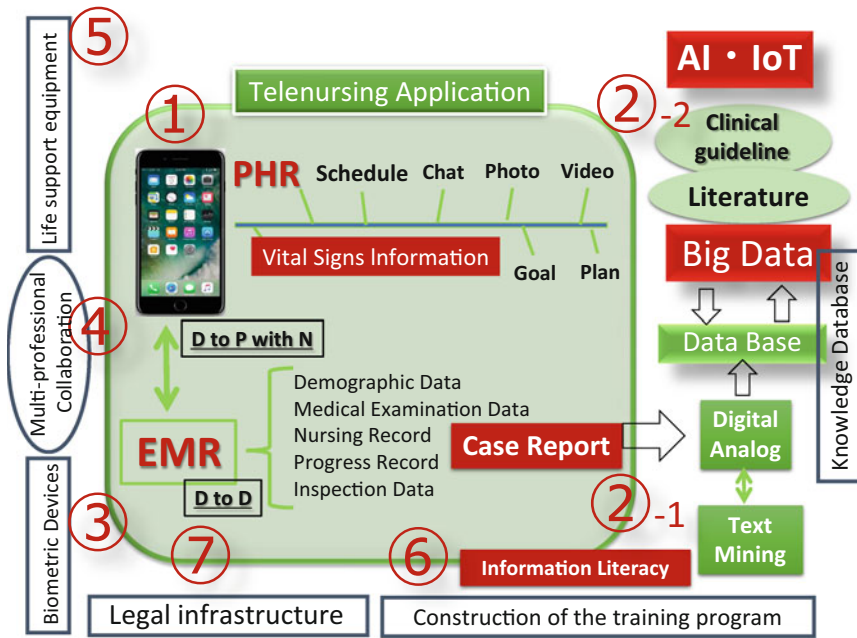 ⑤
Life support equipment
AI・IoT
Telenursing Application
①
②-2
Clinical
guideline
PHR
Schedule
Chat
Photo
Video
Literature
Vital Signs Information
Goal
Plan
Big Data
④
Multi-professional
Collaboration
D to P with N
Data Base
Knowledge Database
Demographic Data
Medical Examination Data
Nursing Record
Progress Record
Inspection Data
EMR
Case Report
Digital
Analog
D to D
③
Biometric Devices
②-1
⑦
⑥
Text
Mining
Information Literacy
Legal infrastructure
Construction of the training program